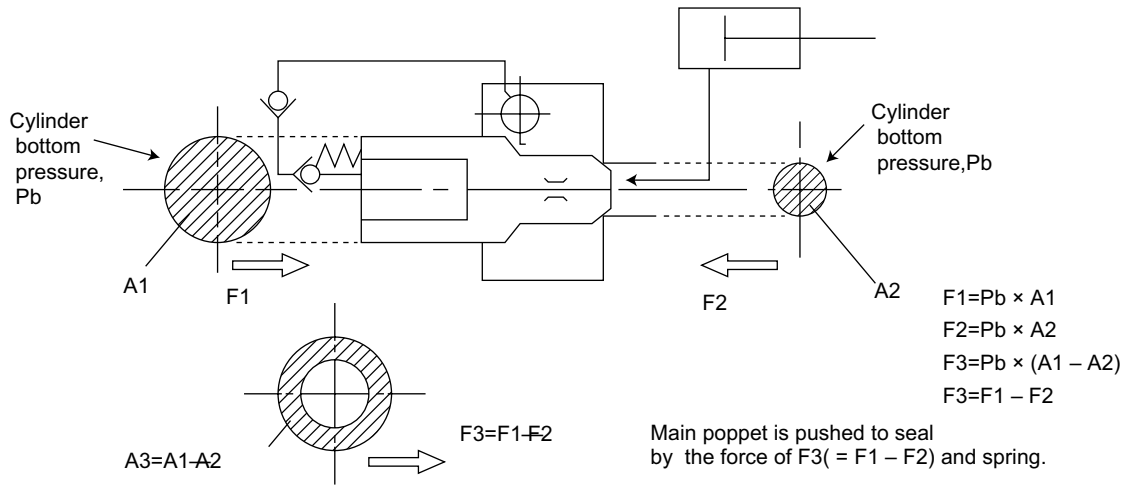 Cylinder
bottom
pressure,
Pb
Cylinder
bottom
pressure,Pb
A1
F1
F2
A2
F1=Pb × A1
F2=Pb × A2
F3=Pb × (A1 – A2)
F3=F1 – F2
A3=A1–A2
F3=F1–F2
Main poppet is pushed to seal
by the force of F3( = F1 – F2) and spring.